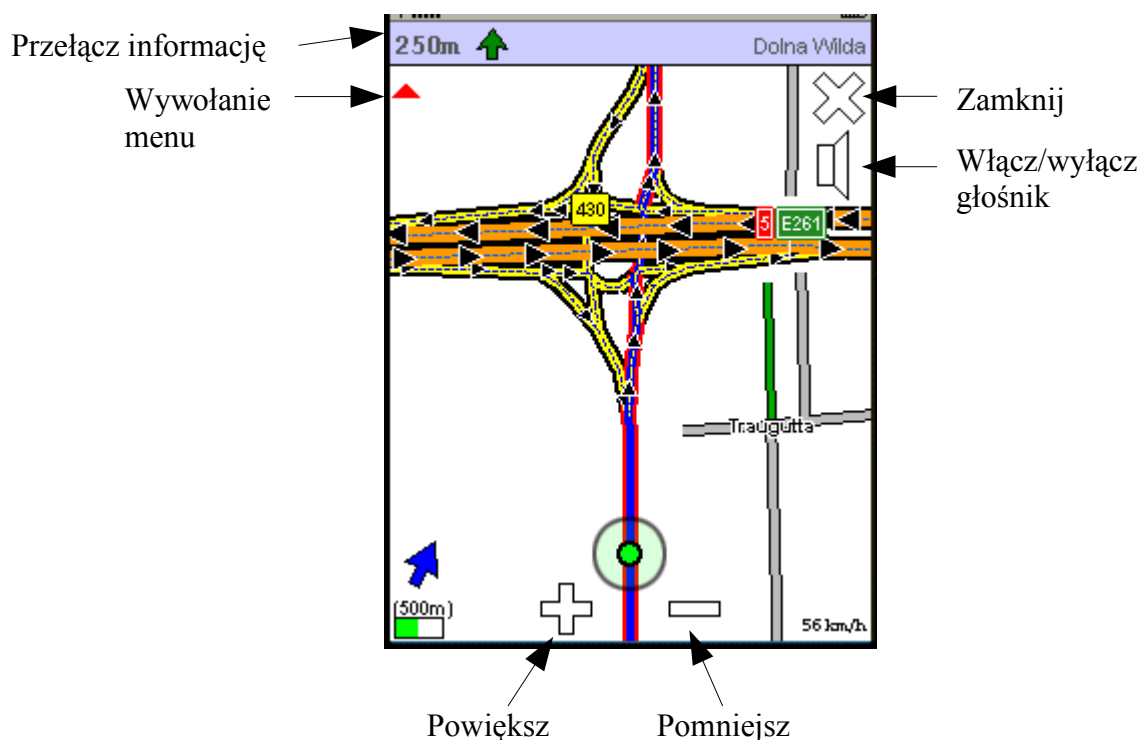 Przełącz informację
250m
Dolna Wilda
Wywołanie
menu
Zamknij
Włącz/wyłącz
głośnik
430
5
E261
Traugutta
(500m)
56 km/h
Powiększ
Pomniejsz